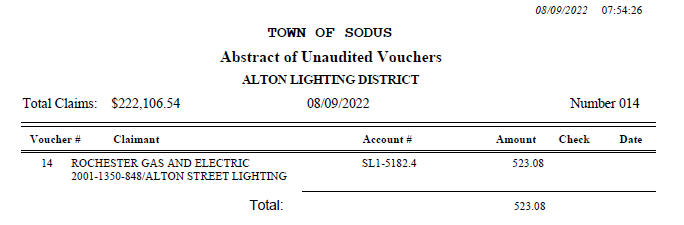 08/09/2022 07:54:26
TOWN OF SODUS
Abstract of Unaudited Vouchers
ALTON LIGHTING DISTRICT
Total Claims: $222,106.54 08/09/2022 Number 014
Voucher # Claimant Account # Amount Check Date
14 ROCHESTER GAS AND ELECTRIC SL1-5182.4 523.08
2001-1350-848/ALTON STREET LIGHTING
Total: 523.08